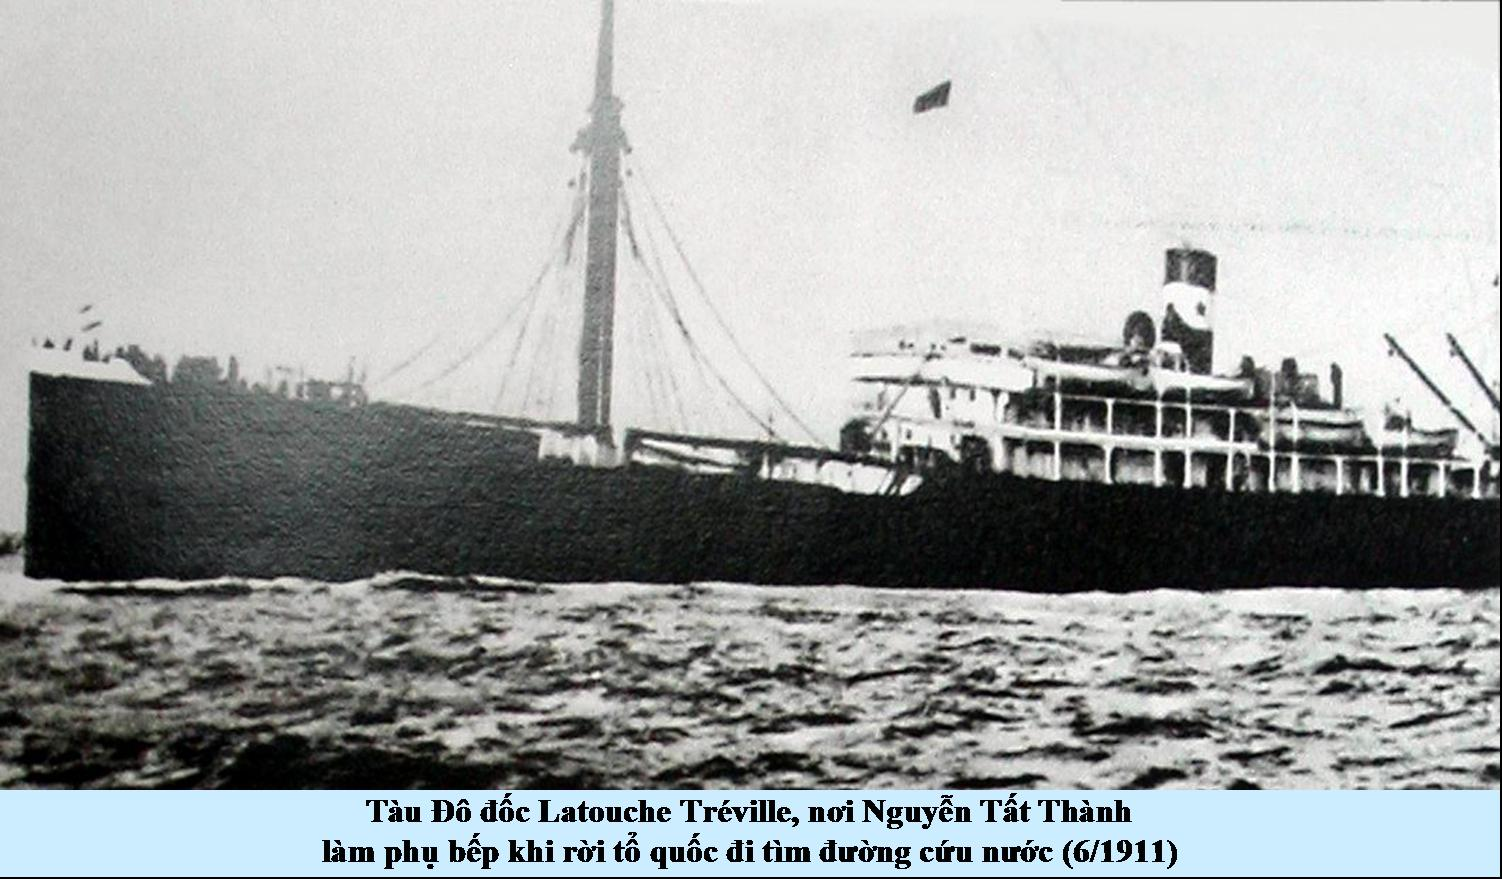 Tàu Đô đốc Latouche Tréville, nơi Nguyễn Tất Thành
làm phụ bếp khi rời tổ quốc đi tìm đường cứu nước (6/1911)